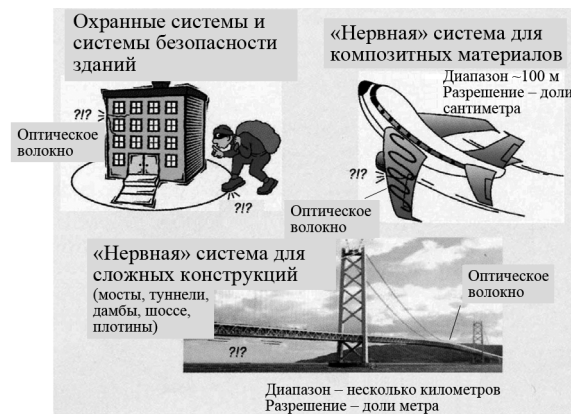 Охранные системы и
системы безопасности
зданий
?!?
Оптическое
волокно
?!?
«Нервная» система для
композитных материалов
Диапазон ~100 м
Разрешение – доли
сантиметра
?!?
Оптическое
волокно
«Нервная» система для
сложных конструкций
(мосты, туннели,
дамбы, шоссе,
плотины)
Оптическое
волокно
?!?
Диапазон – несколько километров
Разрешение – доли метра